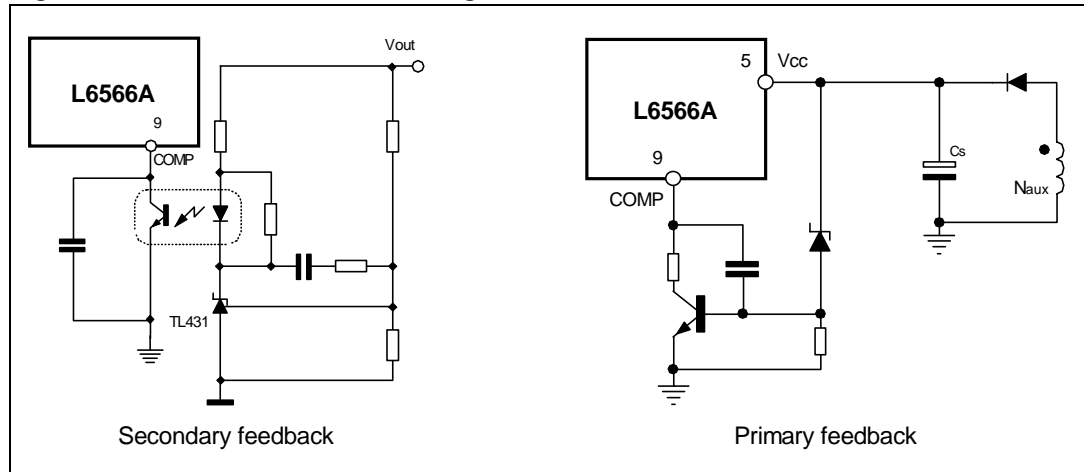 Vout
L6566A
9
COMP
TL431
Secondary feedback
5
Vcc
L6566A
9
COMP
Cs
Naux
Primary feedback